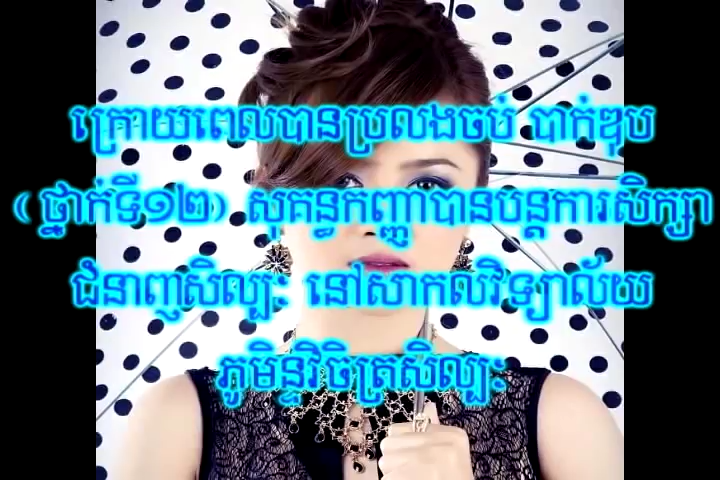 ក្រោយពេលបានប្រលងចប់ បាក់ឌុប
(ថ្នាក់ទី១២) សុគន្ធកញ្ញាបានបន្តការសិក្សា
ជំនាញសិល្បៈ នៅសាកលវិទ្យាល័យ
ភូមិន្ទវិចិត្រសិល្បៈ